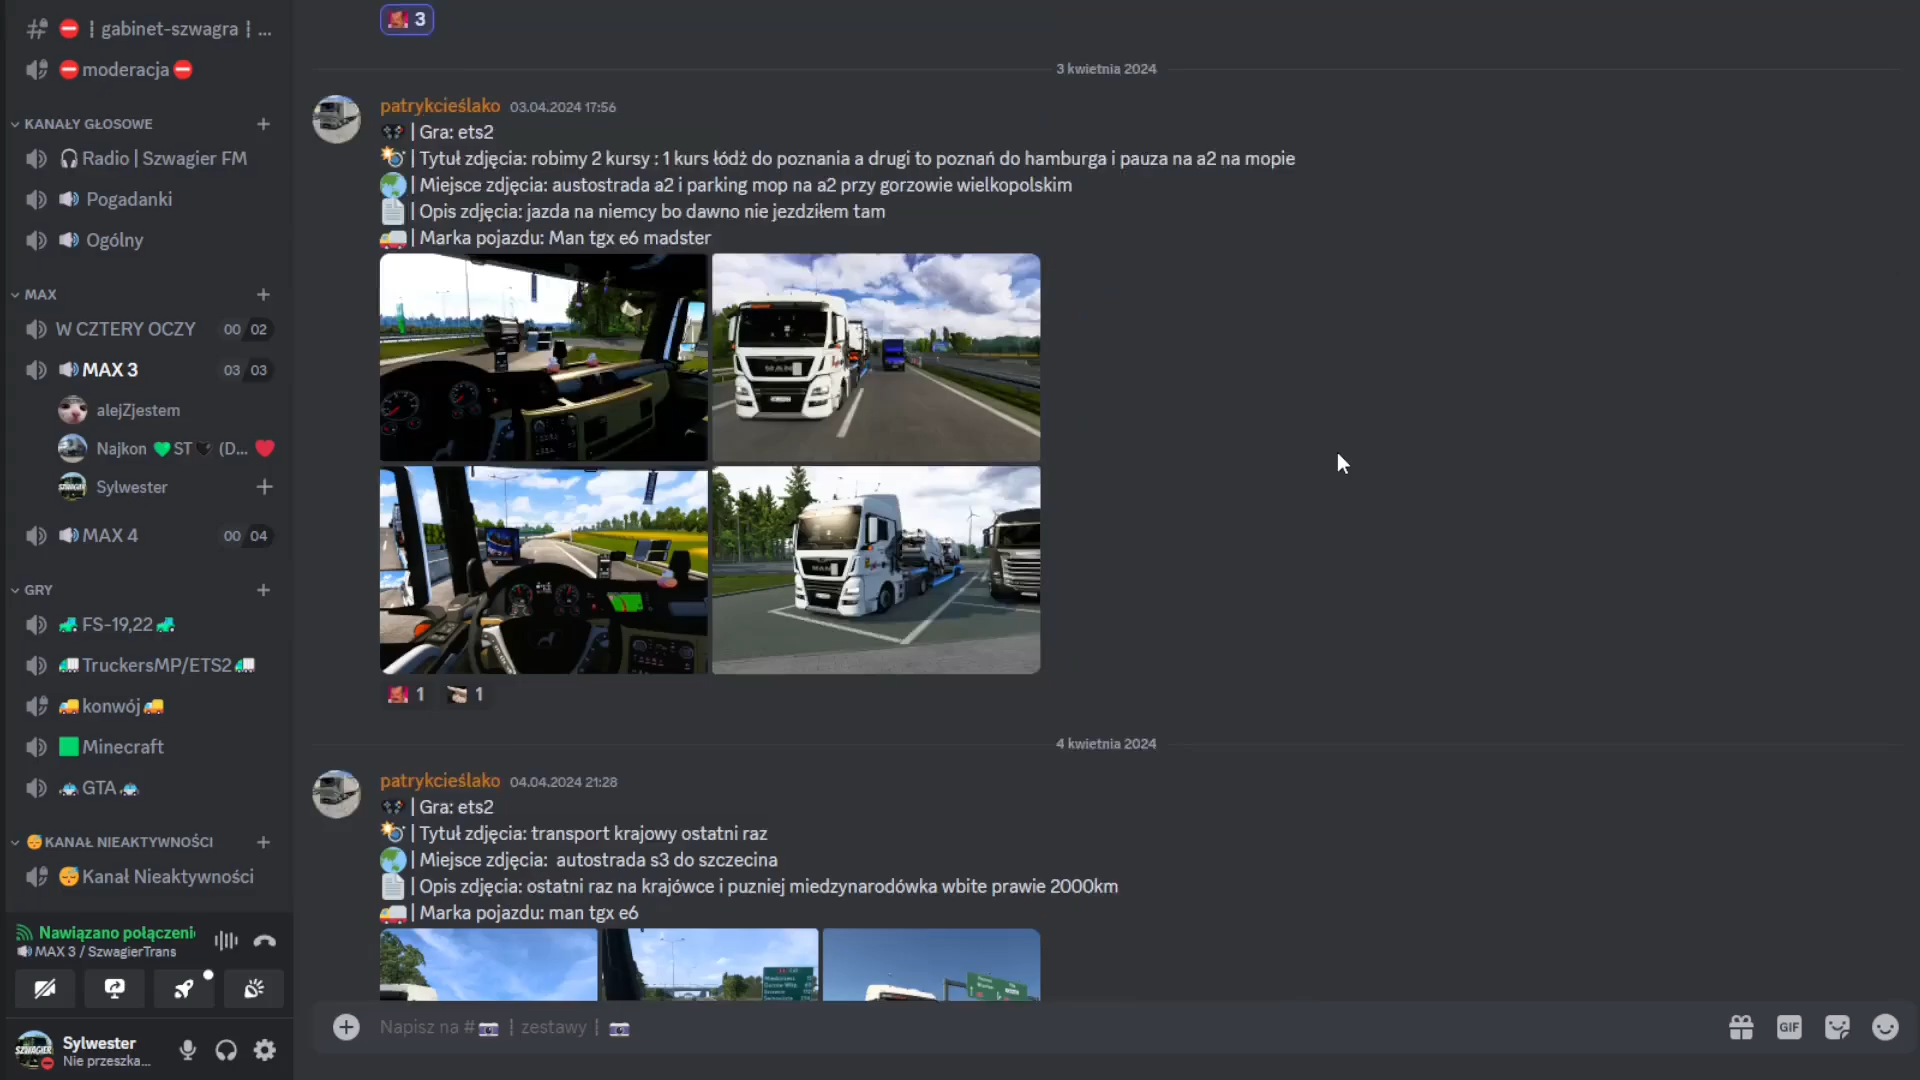 gabinet-szwagra ¦ ...
moderacja
KANAŁY GŁOSOWE
Radio | Szwagier FM
Pogadanki
Ogólny
MAX
W CZTERY OCZY 00 02
MAX 3 03 03
alejZjestem
Najkon 💚ST🖤 (D... ❤️
Sylwester
MAX 4 00 04
GRY
FS-19,22
TruckersMP/ETS2
konwój
Minecraft
GTA
KANAŁ NIEAKTYWNOŚCI
Kanał Nieaktywności
Nawiązano połączeni
MAX 3 / SzwagierTrans
Sylwester
Nie przeszka...
3
3 kwietnia 2024
patrykcieślako 03.04.2024 17:56
| Gra: ets2
| Tytuł zdjęcia: robimy 2 kursy : 1 kurs łódź do poznania a drugi to poznań do hamburga i pauza na a2 na mopie
| Miejsce zdjęcia: austostrada a2 i parking mop na a2 przy gorzowie wielkopolskim
| Opis zdjęcia: jazda na niemcy bo dawno nie jezdziłem tam
| Marka pojazdu: Man tgx e6 madster
1 1
4 kwietnia 2024
patrykcieślako 04.04.2024 21:28
| Gra: ets2
| Tytuł zdjęcia: transport krajowy ostatni raz
| Miejsce zdjęcia: autostrada s3 do szczecina
| Opis zdjęcia: ostatni raz na krajówce i puzniej miedzynarodówka wbite prawie 2000km
| Marka pojazdu: man tgx e6
Napisz na #📷 ¦ zestawy ¦ 📷
GIF